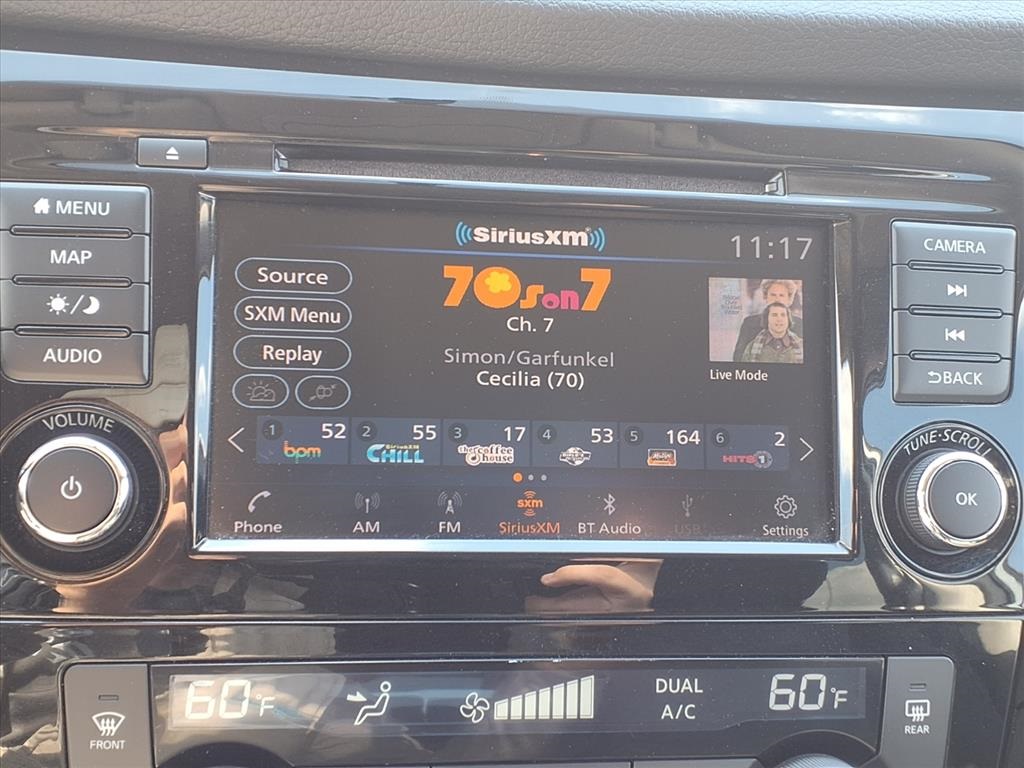 MENU
MAP
AUDIO
VOLUME
SiriusXM
11:17
Source
SXM Menu
Replay
70s on 7
Ch. 7
Simon/Garfunkel
Cecilia (70)
Live Mode
1 52
bpm
2 55
SiriusXM
CHILL
3 17
the coffee
house
4 53
5 164
6 2
HITS 1
Phone
AM
FM
sxm
SiriusXM
BT Audio
USB
Settings
CAMERA
BACK
TUNE·SCROLL
OK
FRONT
60°F
DUAL
A/C
60°F
REAR